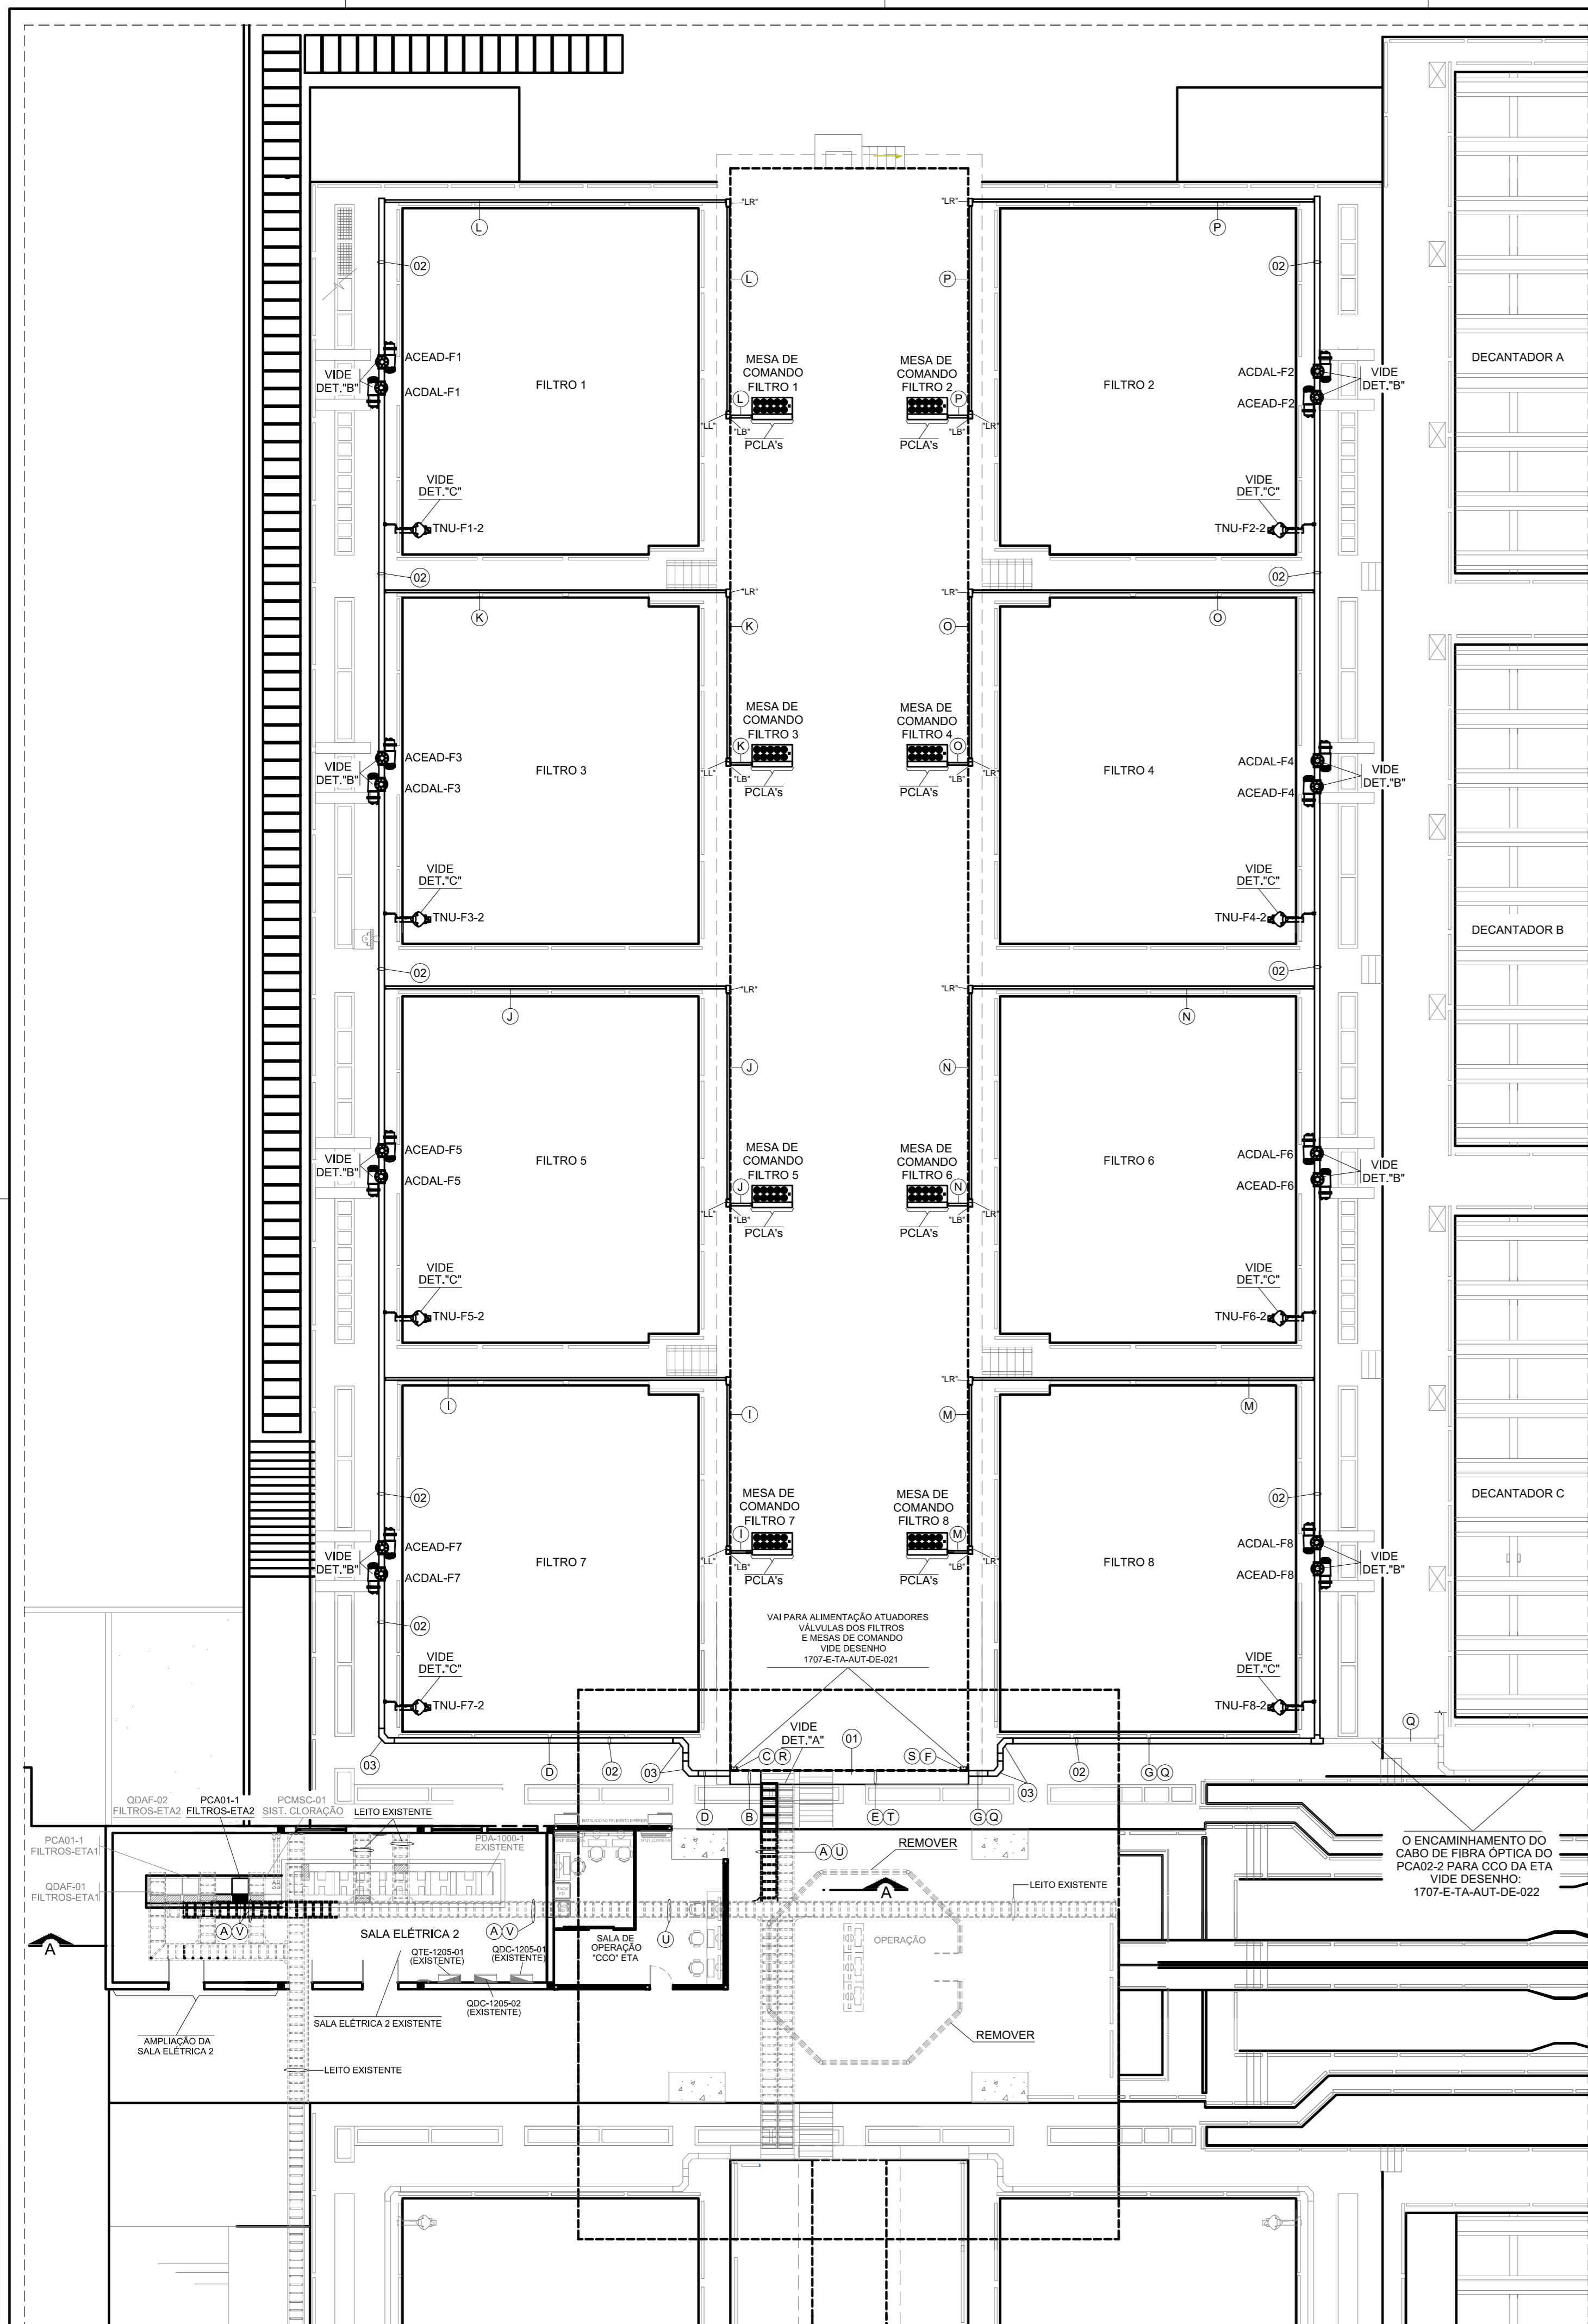 "LR"
"LR"
L
P
02
02
L
P
MESA DE
COMANDO
FILTRO 1
MESA DE
COMANDO
FILTRO 2
ACEAD-F1
VIDE
DET."B"
ACDAL-F1
FILTRO 1
FILTRO 2
ACDAL-F2
VIDE
DET."B"
ACEAD-F2
DECANTADOR A
L
P
"LL"
"LB"
PCLA's
"LB"
"LR"
PCLA's
VIDE
DET."C"
TNU-F1-2
VIDE
DET."C"
TNU-F2-2
02
02
"LR"
"LR"
K
O
K
O
MESA DE
COMANDO
FILTRO 3
MESA DE
COMANDO
FILTRO 4
ACEAD-F3
VIDE
DET."B"
ACDAL-F3
FILTRO 3
FILTRO 4
ACDAL-F4
VIDE
DET."B"
ACEAD-F4
K
O
"LL"
"LB"
PCLA's
"LB"
"LR"
PCLA's
VIDE
DET."C"
TNU-F3-2
VIDE
DET."C"
TNU-F4-2
DECANTADOR B
02
02
"LR"
"LR"
J
N
J
N
MESA DE
COMANDO
FILTRO 5
MESA DE
COMANDO
FILTRO 6
ACEAD-F5
VIDE
DET."B"
ACDAL-F5
FILTRO 5
FILTRO 6
ACDAL-F6
VIDE
DET."B"
ACEAD-F6
J
N
"LL"
"LB"
PCLA's
"LB"
"LR"
PCLA's
VIDE
DET."C"
TNU-F5-2
VIDE
DET."C"
TNU-F6-2
"LR"
I
M
I
M
02
02
DECANTADOR C
MESA DE
COMANDO
FILTRO 7
MESA DE
COMANDO
FILTRO 8
ACEAD-F7
VIDE
DET."B"
ACDAL-F7
FILTRO 7
FILTRO 8
ACDAL-F8
VIDE
DET."B"
ACEAD-F8
I
M
"LL"
"LB"
PCLA's
"LB"
"LR"
PCLA's
02
VAI PARA ALIMENTAÇÃO ATUADORES
VÁLVULAS DOS FILTROS
E MESAS DE COMANDO
VIDE DESENHO
1707-E-TA-AUT-DE-021
VIDE
DET."C"
TNU-F7-2
VIDE
DET."C"
TNU-F8-2
Q
VIDE
DET."A"
01
C R
S F
03
D
02
03
02
G Q
03
D
B
E T
G Q
QDAF-02
FILTROS-ETA2
PCA01-1
FILTROS-ETA2
PCMSC-01
SIST. CLORAÇÃO
LEITO EXISTENTE
PCA01-1
FILTROS-ETA1
PDA-1000-1
EXISTENTE
QDAF-01
FILTROS-ETA1
A U
REMOVER
A
LEITO EXISTENTE
O ENCAMINHAMENTO DO
CABO DE FIBRA ÓPTICA DO
PCA02-2 PARA CCO DA ETA
VIDE DESENHO:
1707-E-TA-AUT-DE-022
A V
A V
U
A
SALA ELÉTRICA 2
SALA DE
OPERAÇÃO
"CCO" ETA
OPERAÇÃO
QTE-1205-01
(EXISTENTE)
QDC-1205-01
(EXISTENTE)
QDC-1205-02
(EXISTENTE)
SALA ELÉTRICA 2 EXISTENTE
AMPLIAÇÃO DA
SALA ELÉTRICA 2
REMOVER
LEITO EXISTENTE